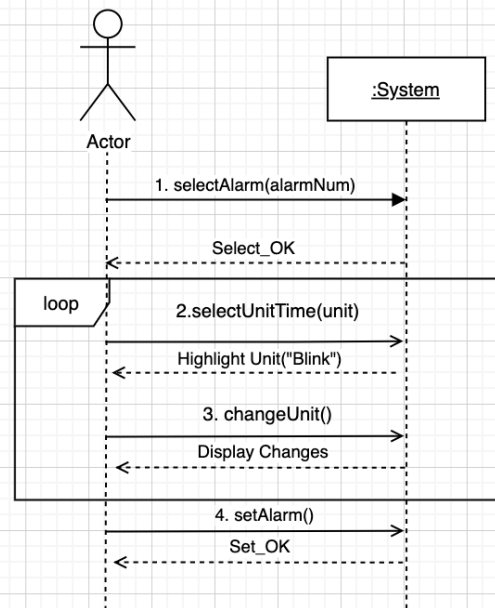 :System
Actor
1. selectAlarm(alarmNum)
Select_OK
loop
2.selectUnitTime(unit)
Highlight Unit("Blink")
3. changeUnit()
Display Changes
4. setAlarm()
Set_OK